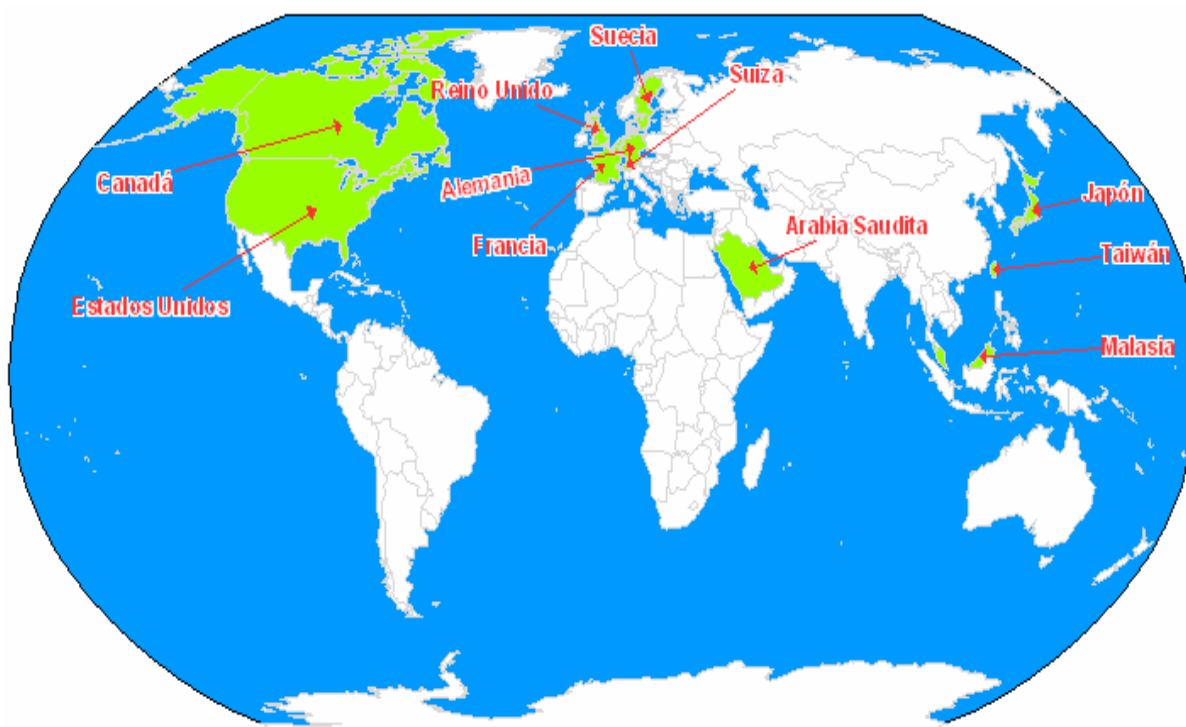 Suecia
Suiza
Reino Unido
Canadá
Alemania
Japón
Arabia Saudita
Francia
Taiwán
Estados Unidos
Malasia